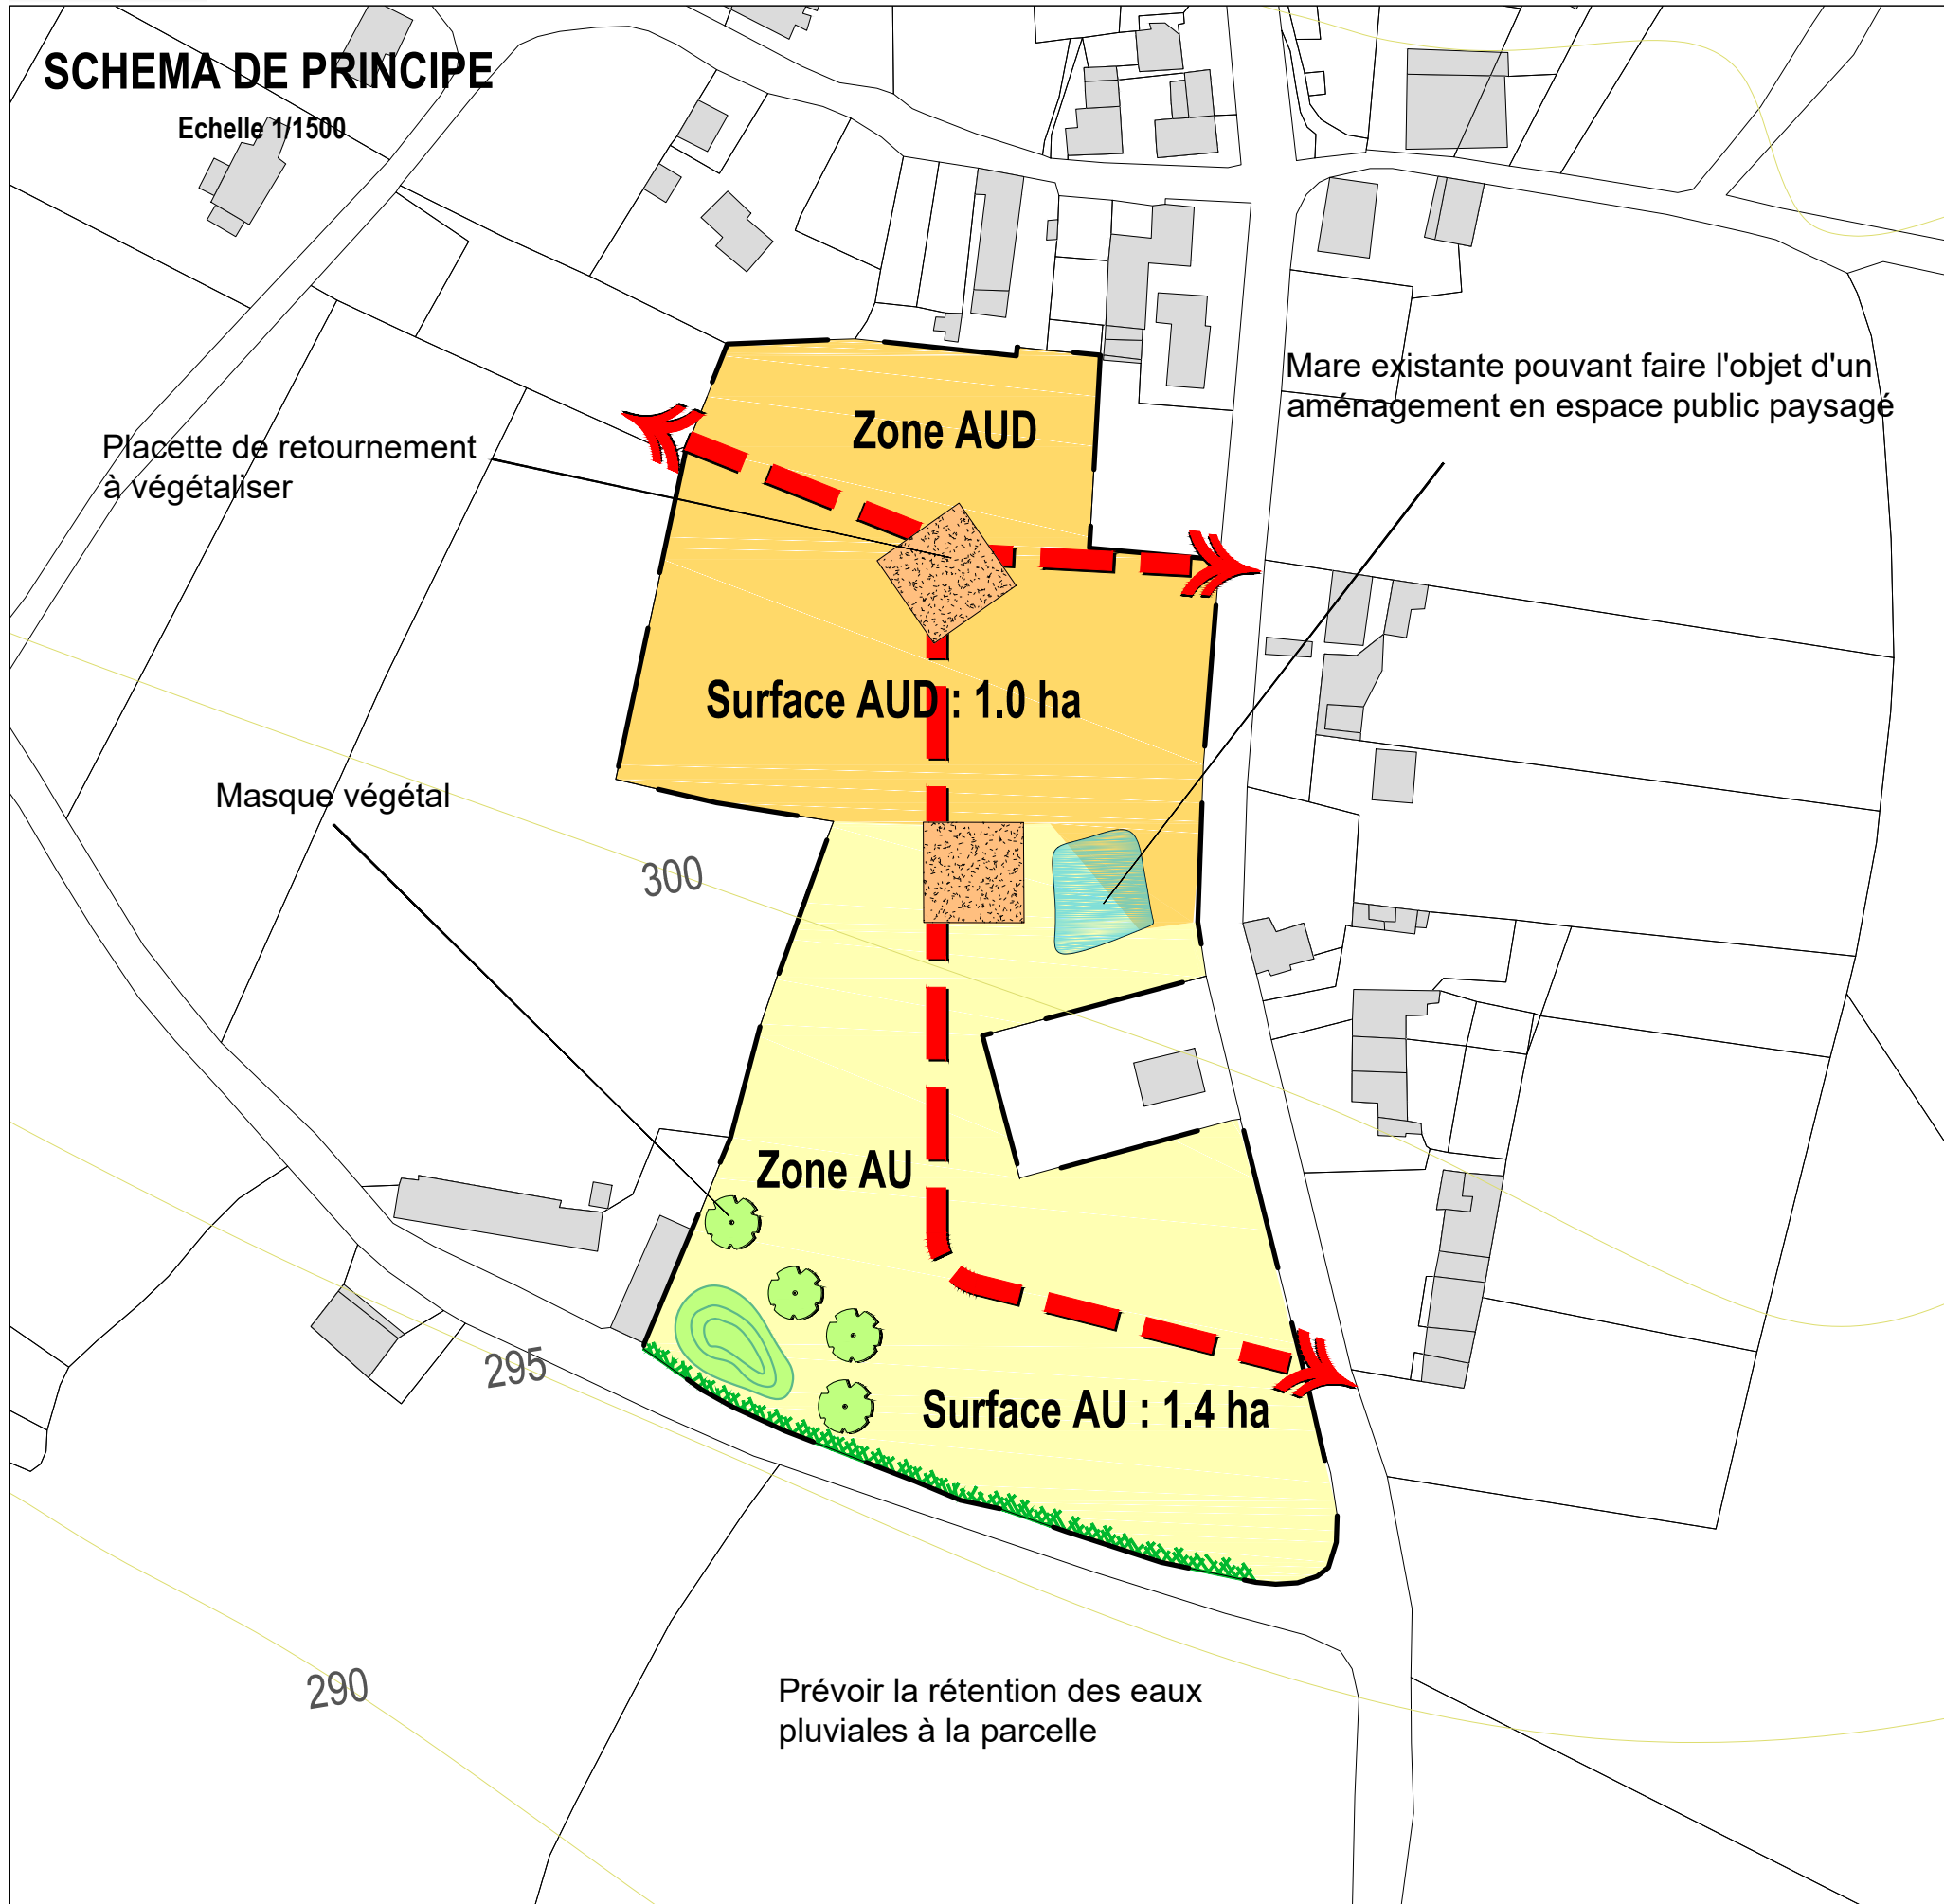 SCHEMA DE PRINCIPE
Echelle 1/1500
Mare existante pouvant faire l'objet d'un
aménagement en espace public paysagé
Zone AUD
Placette de retournement
à végétaliser
Surface AUD : 1.0 ha
Masque végétal
300
Zone AU
295
Surface AU : 1.4 ha
290
Prévoir la rétention des eaux
pluviales à la parcelle